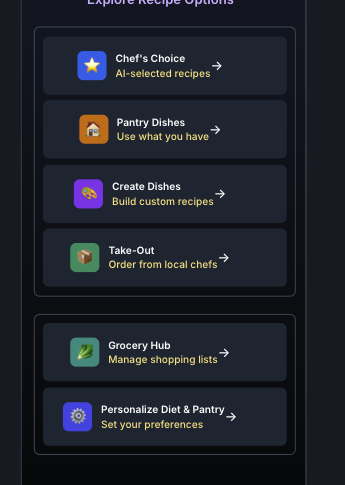 Explore Recipe Options
Chef's Choice
AI-selected recipes
Pantry Dishes
Use what you have
Create Dishes
Build custom recipes
Take-Out
Order from local chefs
Grocery Hub
Manage shopping lists
Personalize Diet & Pantry
Set your preferences